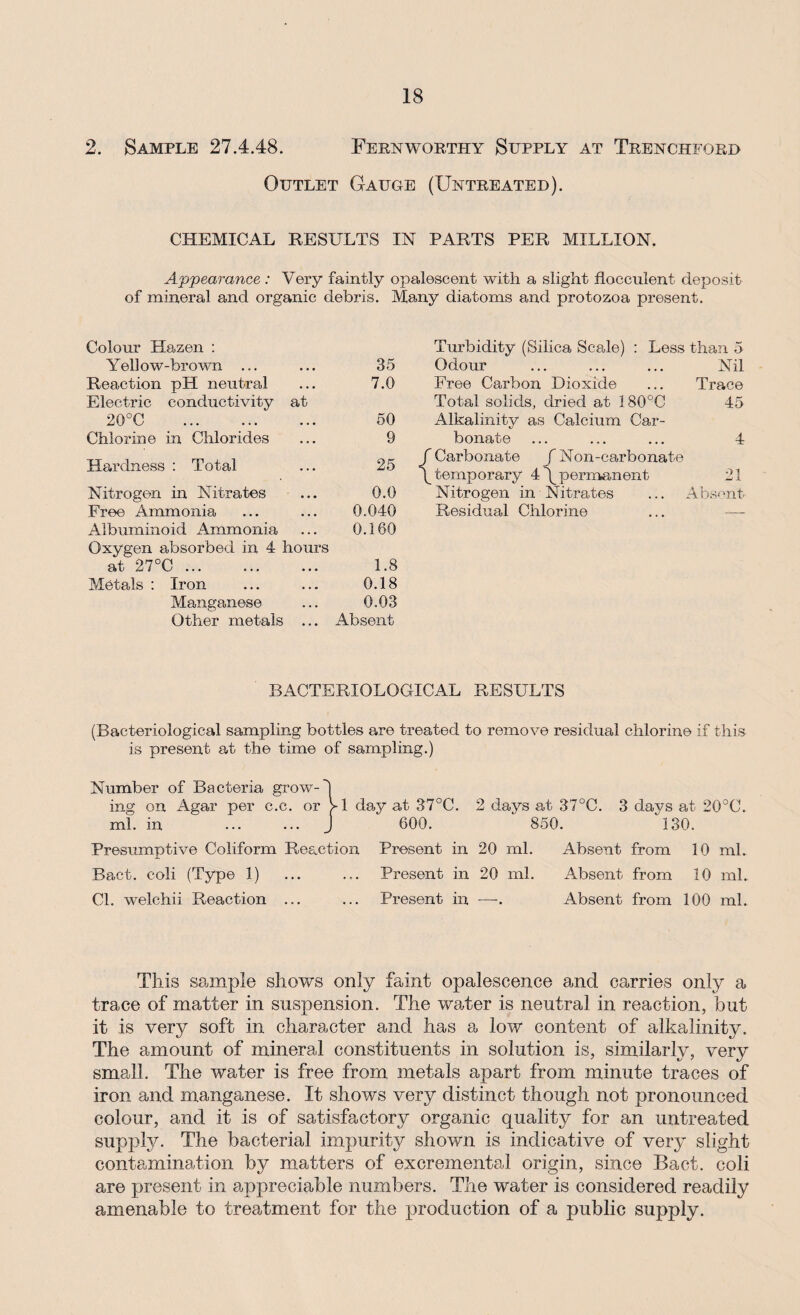 18
2. Sample 27.4.48. Fernworthy Supply at Trenchford
Outlet Gauge (Untreated).
CHEMICAL RESULTS IN PARTS PER MILLION.
Appearance : Very faintly opalescent with a slight flocculent deposit
of mineral and organic debris. Many diatoms and protozoa present.
Colour Hazen :
Yellow-brown ... ... 35
Reaction pH neutral ... 7.0
Electric conductivity at
20°C ... ... ... 50
Chlorine in Chlorides ... 9
Hardness : Total ... 25
Nitrogen in Nitrates ... 0.0
Free Ammonia ... ... 0.040
Albuminoid Ammonia ... 0.160
Oxygen absorbed in 4 hours
at 27°C ... ... ... 1.8
Metals : Iron ... ... 0.18
Manganese ... 0.03
Other metals ... Absent
Turbidity (Silica Scale) : Less than 5
Odour ... ... ... Nil
Free Carbon Dioxide ... Trace
Total solids, dried at 180°C 45
Alkalinity as Calcium Car-
bonate ... ... ... 4
{ Carbonate { Non-carbonate
{ temporary 4 { permanent 21
Nitrogen in Nitrates ... Absent
Residual Chlorine ... —
BACTERIOLOGICAL RESULTS
(Bacteriological sampling bottles are treated to remove residual chlorine if this
is present at the time of sampling.)
Number of Bacteria grow- }
ing on Agar per c.c. or } 1 day at 37°C. 2 days at 37°C. 3 days at 20°C.
ml. in ... ... } 600. 850. 130.
Presumptive Coliform Reaction Present in 20 ml. Absent from 10 ml.
Bact. coli (Type 1) ... ... Present in 20 ml. Absent from 10 ml.
Cl. welchii Reaction ... ... Present in —. Absent from 100 ml.
This sample shows only faint opalescence and carries only a
trace of matter in suspension. The water is neutral in reaction, but
it is very soft in character and has a low content of alkalinity.
The amount of mineral constituents in solution is, similarly, very
small. The water is free from metals apart from minute traces of
iron and manganese. It shows very distinct though not pronounced
colour, and it is of satisfactory organic quality for an untreated
supply. The bacterial impurity shown is indicative of very slight
contamination by matters of excremental origin, since Bact. coli
are present in appreciable numbers. The water is considered readily
amenable to treatment for the production of a public supply.